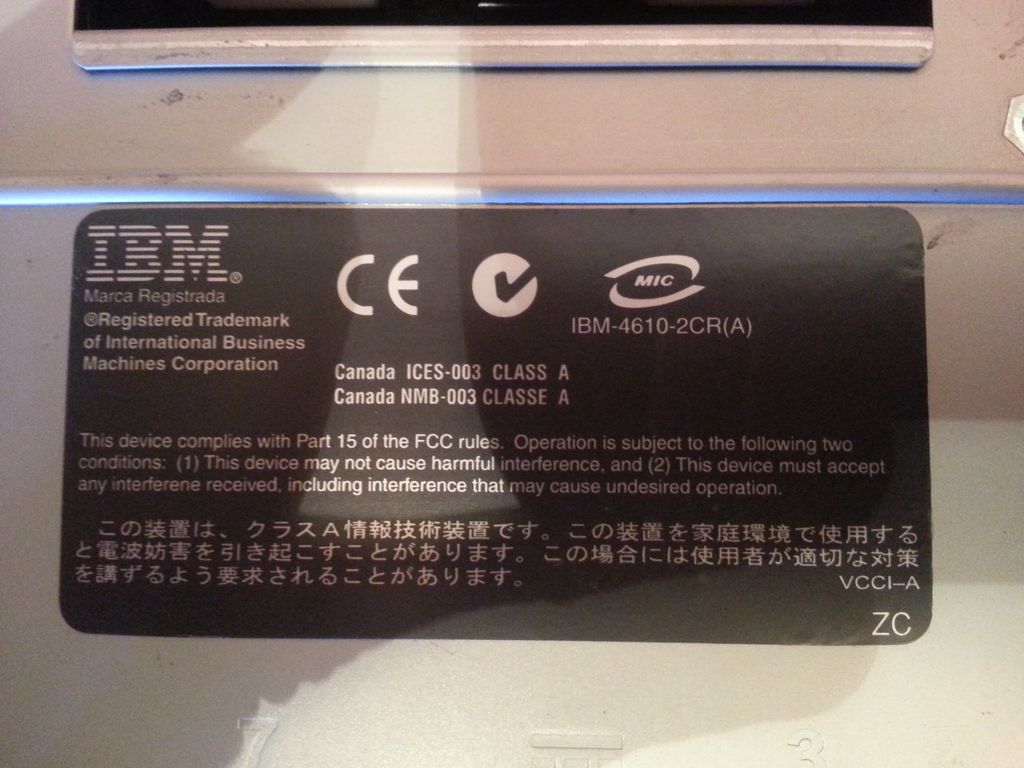 IBM®
Marca Registrada
®Registered Trademark
of International Business
Machines Corporation
CE
MIC
IBM-4610-2CR(A)
Canada ICES-003 CLASS A
Canada NMB-003 CLASSE A
This device complies with Part 15 of the FCC rules. Operation is subject to the following two
conditions: (1) This device may not cause harmful interference, and (2) This device must accept
any interferene received, including interference that may cause undesired operation.
この装置は、クラスA情報技術装置です。この装置を家庭環境で使用する
と電波妨害を引き起こすことがあります。この場合には使用者が適切な対策
を講ずるよう要求されることがあります。
VCCI–A
ZC
3